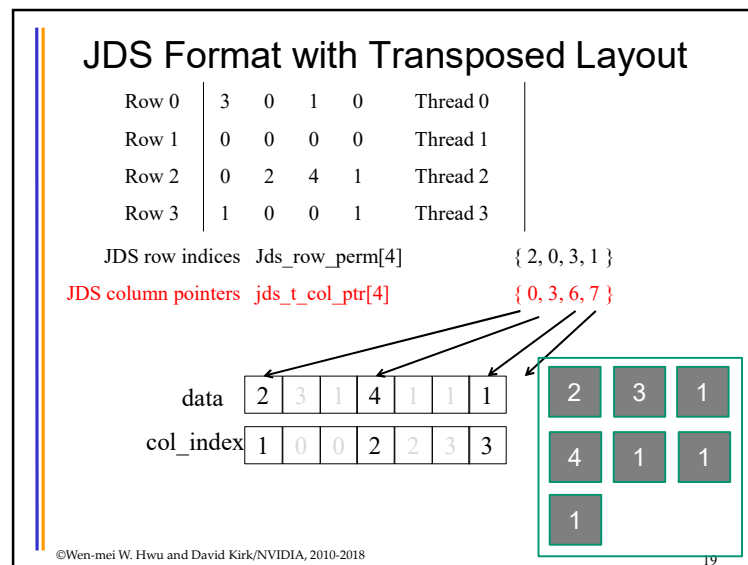 JDS Format with Transposed Layout
Row 0 3 0 1 0 Thread 0
Row 1 0 0 0 0 Thread 1
Row 2 0 2 4 1 Thread 2
Row 3 1 0 0 1 Thread 3
JDS row indices Jds_row_perm[4] { 2, 0, 3, 1 }
JDS column pointers jds_t_col_ptr[4] { 0, 3, 6, 7 }
data 2 3 1 4 1 1 1
col_index 1 0 0 2 2 3 3
2 3 1
4 1 1
1
©Wen-mei W. Hwu and David Kirk/NVIDIA, 2010-2018
19